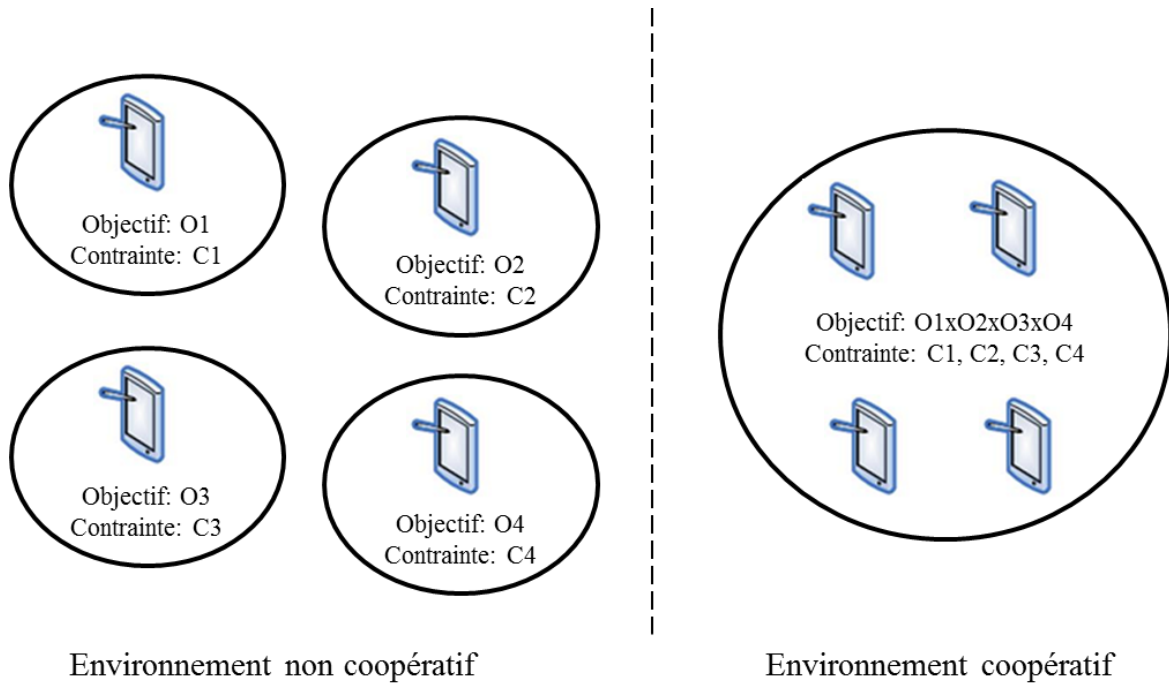 Objectif: O1
Contrainte: C1
Objectif: O2
Contrainte: C2
Objectif: O3
Contrainte: C3
Objectif: O4
Contrainte: C4
Environnement non coopératif
Objectif: O1xO2xO3xO4
Contrainte: C1, C2, C3, C4
Environnement coopératif